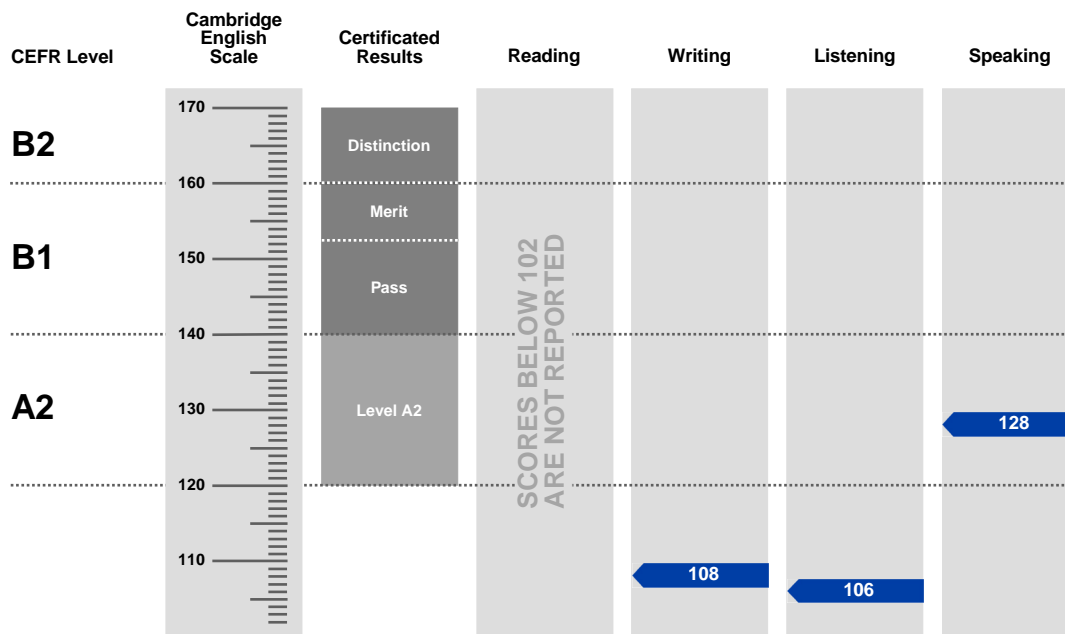 CEFR Level
Cambridge
English
Scale
Certificated
Results
Reading
Writing
Listening
Speaking
170
B2
Distinction
160
Merit
B1
150
Pass
140
SCORES BELOW 102
ARE NOT REPORTED
A2
130
Level A2
128
120
110
108
106